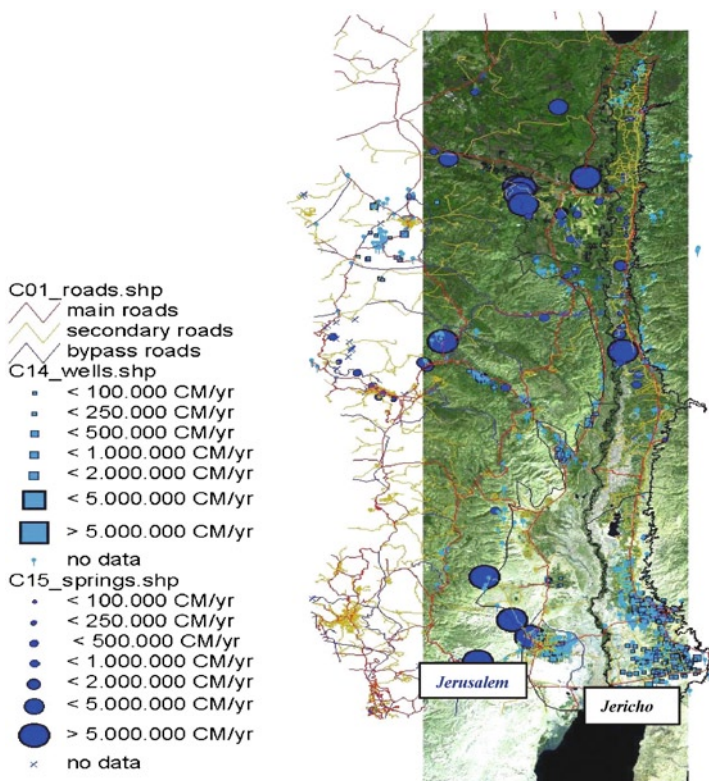 C01_roads.shp
main roads
secondary roads
bypass roads
C14_wells.shp
< 100.000 CM/yr
< 250.000 CM/yr
< 500.000 CM/yr
< 1.000.000 CM/yr
< 2.000.000 CM/yr
< 5.000.000 CM/yr
> 5.000.000 CM/yr
no data
C15_springs.shp
< 100.000 CM/yr
< 250.000 CM/yr
< 500.000 CM/yr
< 1.000.000 CM/yr
< 2.000.000 CM/yr
< 5.000.000 CM/yr
> 5.000.000 CM/yr
no data
Jerusalem
Jericho